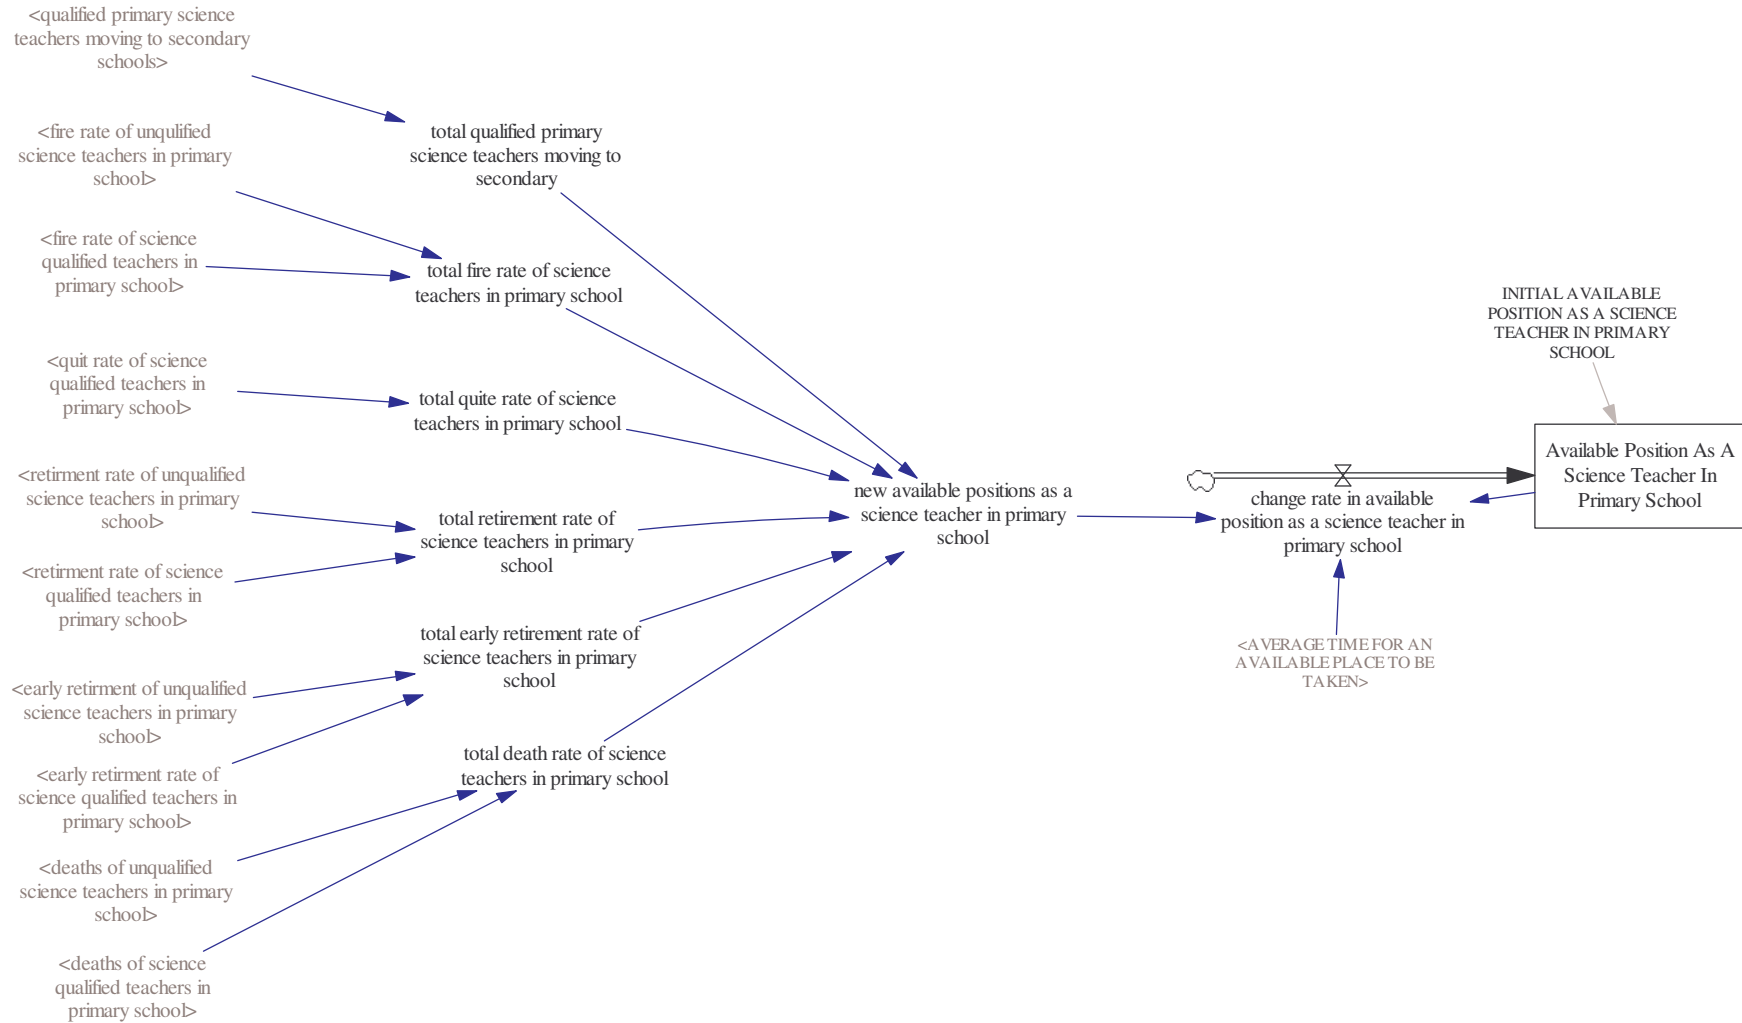 <qualified primary science
teachers moving to secondary
schools>
<fire rate of unqulified
science teachers in primary
school>
<fire rate of science
qualified teachers in
primary school>
<quit rate of science
qualified teachers in
primary school>
<retirment rate of unqualified
science teachers in primary
school>
<retirment rate of science
qualified teachers in
primary school>
<early retirment of unqualified
science teachers in primary
school>
<early retirment rate of
science qualified teachers in
primary school>
<deaths of unqualified
science teachers in primary
school>
<deaths of science
qualified teachers in
primary school>
total qualified primary
science teachers moving to
secondary
total fire rate of science
teachers in primary school
total quite rate of science
teachers in primary school
total retirement rate of
science teachers in primary
school
total early retirement rate of
science teachers in primary
school
total death rate of science
teachers in primary school
new available positions as a
science teacher in primary
school
change rate in available
position as a science teacher in
primary school
<AVERAGE TIME FOR AN
AVAILABLE PLACE TO BE
TAKEN>
INITIAL AVAILABLE
POSITION AS A SCIENCE
TEACHER IN PRIMARY
SCHOOL
Available Position As A
Science Teacher In
Primary School